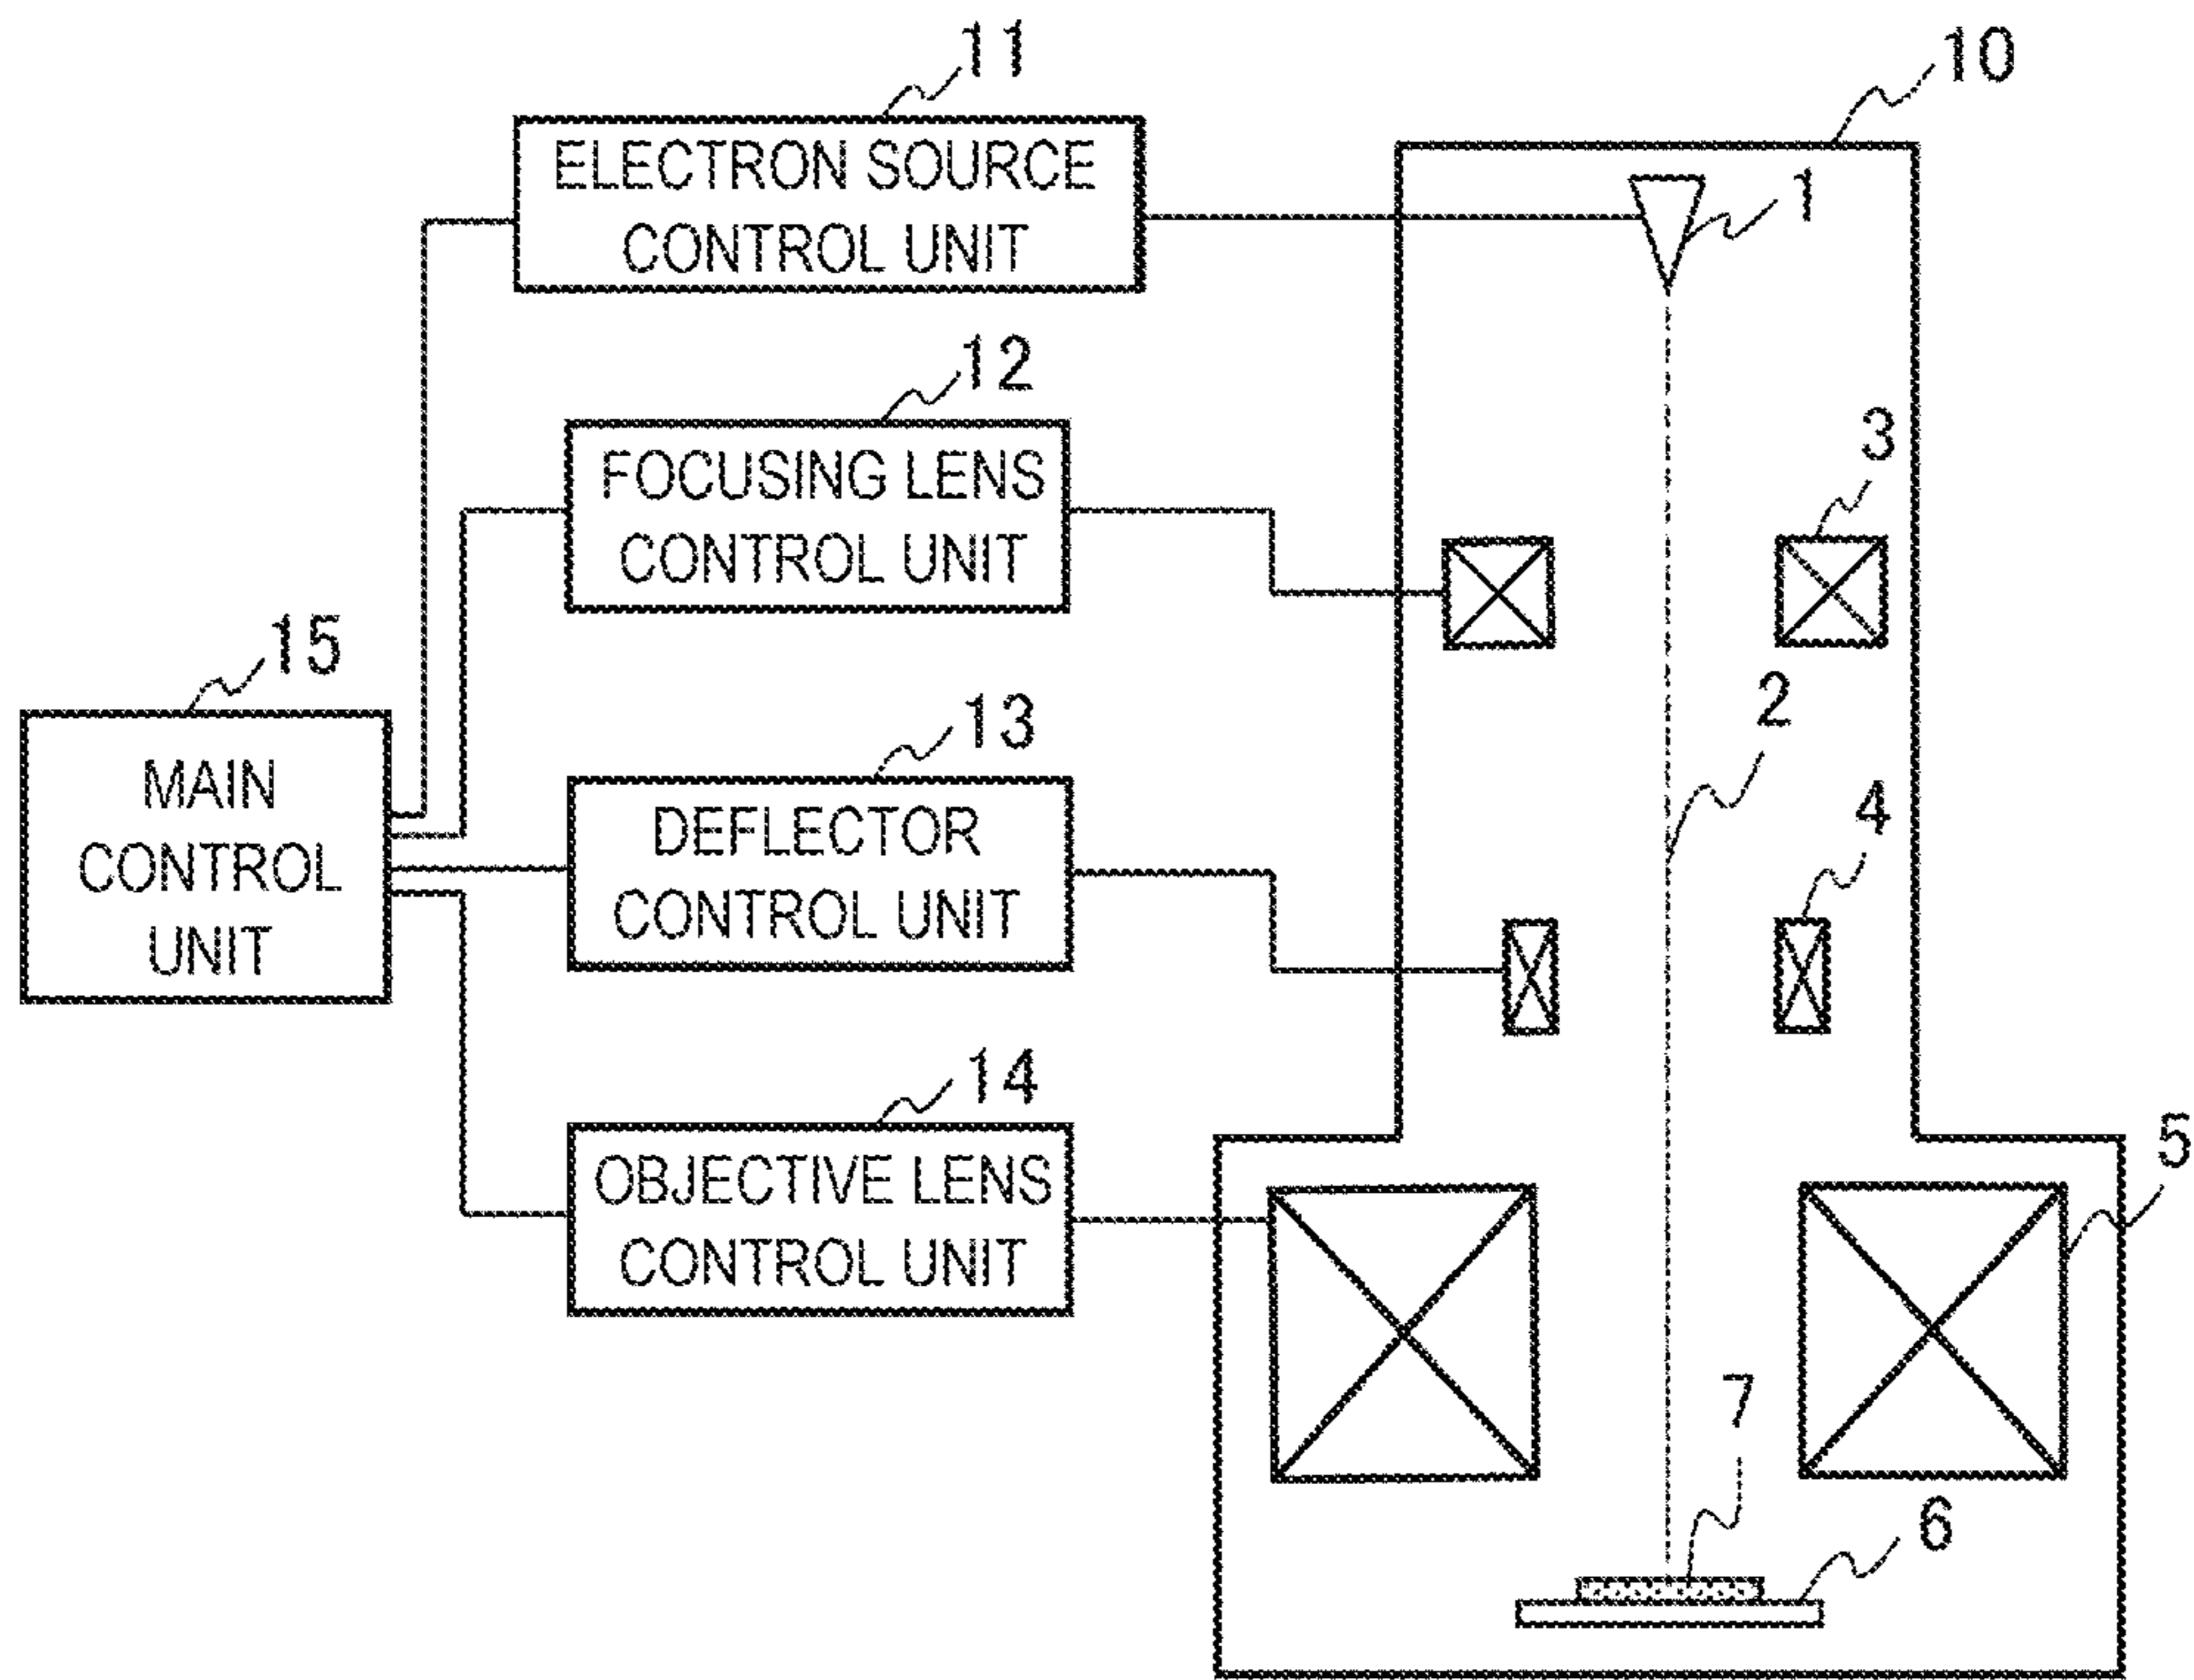 11
10
ELECTRON SOURCE
CONTROL UNIT
1
12
FOCUSING LENS
CONTROL UNIT
3
15
MAIN
CONTROL
UNIT
13
DEFLECTOR
CONTROL UNIT
2
4
14
OBJECTIVE LENS
CONTROL UNIT
5
7
6